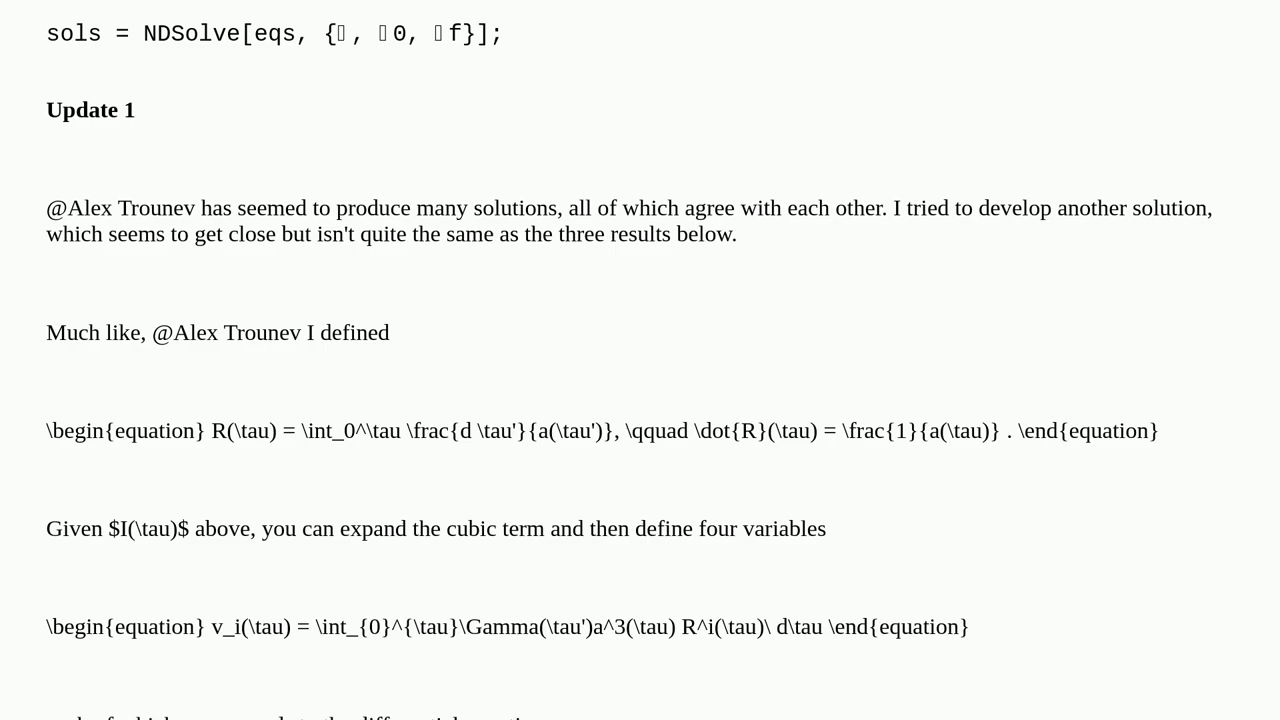 sols = NDSolve[eqs, {▯, ▯0, ▯f}];
Update 1
@Alex Trounev has seemed to produce many solutions, all of which agree with each other. I tried to develop another solution,
which seems to get close but isn't quite the same as the three results below.
Much like, @Alex Trounev I defined
\begin{equation} R(\tau) = \int_0^\tau \frac{d \tau'}{a(\tau')}, \qquad \dot{R}(\tau) = \frac{1}{a(\tau)} . \end{equation}
Given $I(\tau)$ above, you can expand the cubic term and then define four variables
\begin{equation} v_i(\tau) = \int_{0}^{\tau}\Gamma(\tau')a^3(\tau) R^i(\tau)\ d\tau \end{equation}